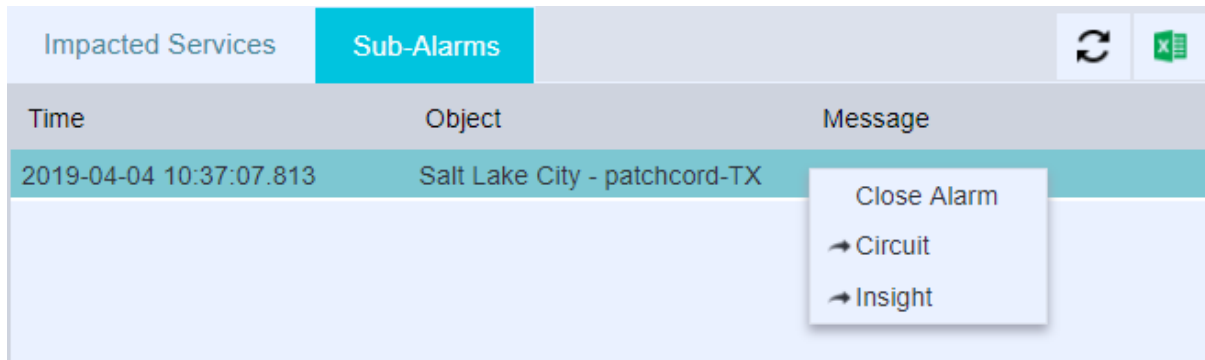 Impacted Services Sub-Alarms
Time Object Message
2019-04-04 10:37:07.813 Salt Lake City - patchcord-TX
Close Alarm
Circuit
Insight